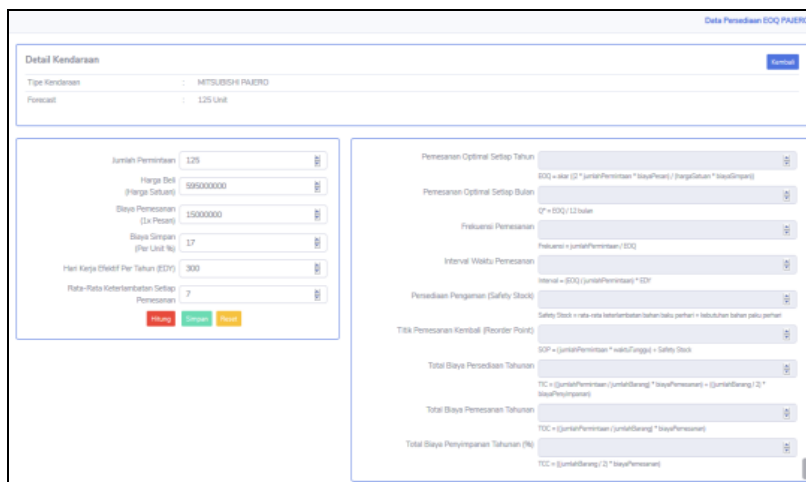 Data Persediaan EOQ PAJERO
Detail Kendaraan
Kembali
Tipe Kendaraan : MITSUBISHI PAJERO
Forecast : 125 Unit
Jumlah Permintaan 125
Harga Beli
(Harga Satuan) 595000000
Biaya Pemesanan
(1x Pesan) 15000000
Biaya Simpan
(Per Unit %) 17
Hari Kerja Efektif Per Tahun (EDY) 300
Rata-Rata Keterlambatan Setiap
Pemesanan 7
Hitung Simpan Reset
Pemesanan Optimal Setiap Tahun
EOQ = akar ((2 * jumlahPermintaan * biayaPesan) / (hargaSatuan * biayaSimpan))
Pemesanan Optimal Setiap Bulan
Q* = EOQ / 12 bulan
Frekuensi Pemesanan
Frekuensi = jumlahPermintaan / EOQ
Interval Waktu Pemesanan
Interval = (EOQ / jumlahPermintaan) * EDY
Persediaan Pengaman (Safety Stock)
Safety Stock = rata-rata keterlambatan bahan baku perhari × kebutuhan bahan baku perhari
Titik Pemesanan Kembali (Reorder Point)
ROP = (jumlahPermintaan * waktuTunggu) + Safety Stock
Total Biaya Persediaan Tahunan
TIC = ((jumlahPermintaan / jumlahBarang) * biayaPemesanan) + ((jumlahBarang / 2) *
biayaPenyimpanan)
Total Biaya Pemesanan Tahunan
TOC = ((jumlahPermintaan / jumlahBarang) * biayaPemesanan)
Total Biaya Penyimpanan Tahunan (%)
TCC = ((jumlahBarang / 2) * biayaPemesanan)